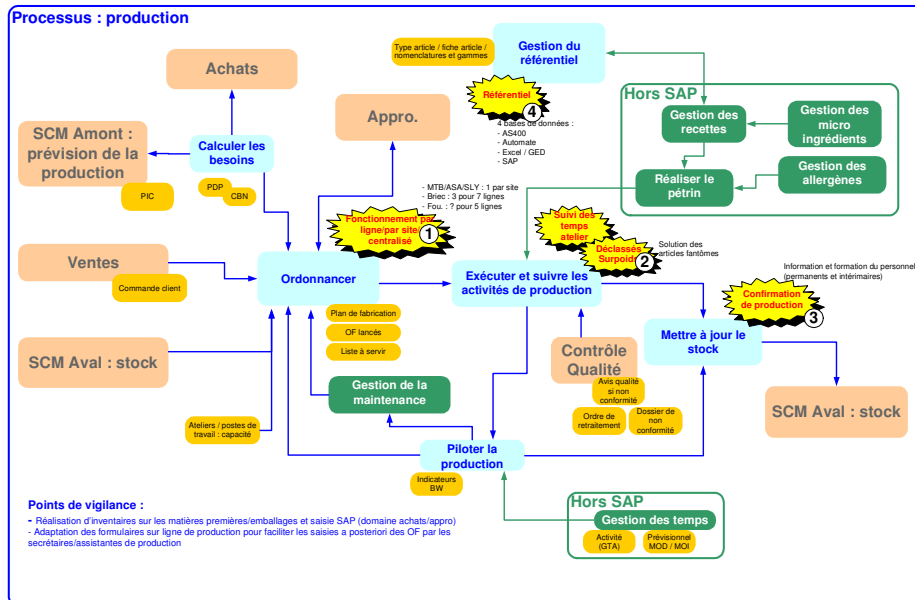 Processus : production
Type article / fiche article /
nomenclatures et gammes
Gestion du
référentiel
Achats
Référentiel
4
4 bases de données :
- AS400
- Automate
- Excel / GED
- SAP
Hors SAP
Gestion des
recettes
Gestion des
micro
ingrédients
Réaliser le
pétrin
Gestion des
allergènes
Appro.
SCM Amont :
prévision de la
production
PIC
Calculer les
besoins
PDP
CBN
- MTB/ASA/SLY : 1 par site
- Briec : 3 pour 7 lignes
- Fou. : ? pour 5 lignes
Fonctionnement par
ligne/par site/
centralisé
1
Suivi des
temps
atelier
Déclassés
Surpoids
2
Solution des
articles fantômes
Information et formation du personnel
(permanents et intérimaires)
Ventes
Commande client
Ordonnancer
Exécuter et suivre les
activités de production
Confirmation
de production
3
Plan de fabrication
OF lancés
Liste à servir
SCM Aval : stock
Contrôle
Qualité
Mettre à jour le
stock
Avis qualité
si non
conformité
Ordre de
retraitement
Dossier de
non
conformité
Gestion de la
maintenance
SCM Aval : stock
Ateliers / postes de
travail : capacité
Piloter la
production
Indicateurs
BW
Hors SAP
Gestion des temps
Activité
(GTA)
Prévisionnel
MOD / MOI
Points de vigilance :
- Réalisation d'inventaires sur les matières premières/emballages et saisie SAP (domaine achats/appro)
- Adaptation des formulaires sur ligne de production pour faciliter les saisies a posteriori des OF par les
secrétaires/assistantes de production